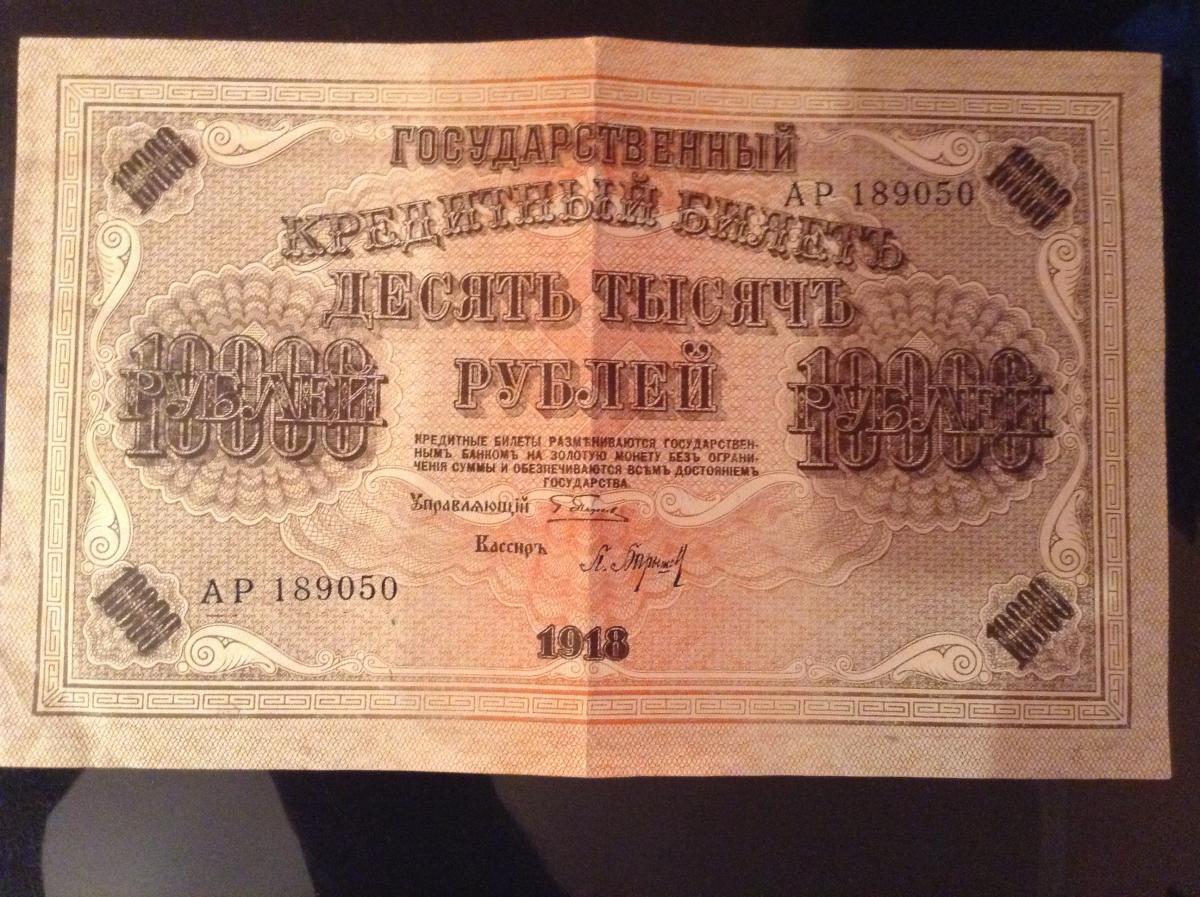 10000
10000
ГОСУДАРСТВЕННЫЙ
АР 189050
КРЕДИТНЫЙ БИЛЕТЪ
ДЕСЯТЬ ТЫСЯЧЪ
РУБЛЕЙ
10000
РУБЛЕЙ
10000
10000
РУБЛЕЙ
10000
КРЕДИТНЫЕ БИЛЕТЫ РАЗМѢНИВАЮТСЯ ГОСУДАРСТВЕН-
НЫМЪ БАНКОМЪ НА ЗОЛОТУЮ МОНЕТУ БЕЗЪ ОГРАНИ-
ЧЕНІЯ СУММЫ И ОБЕЗПЕЧИВАЮТСЯ ВСѢМЪ ДОСТОЯНІЕМЪ
ГОСУДАРСТВА.
Управляющій
Кассиръ
АР 189050
10000
10000
1918